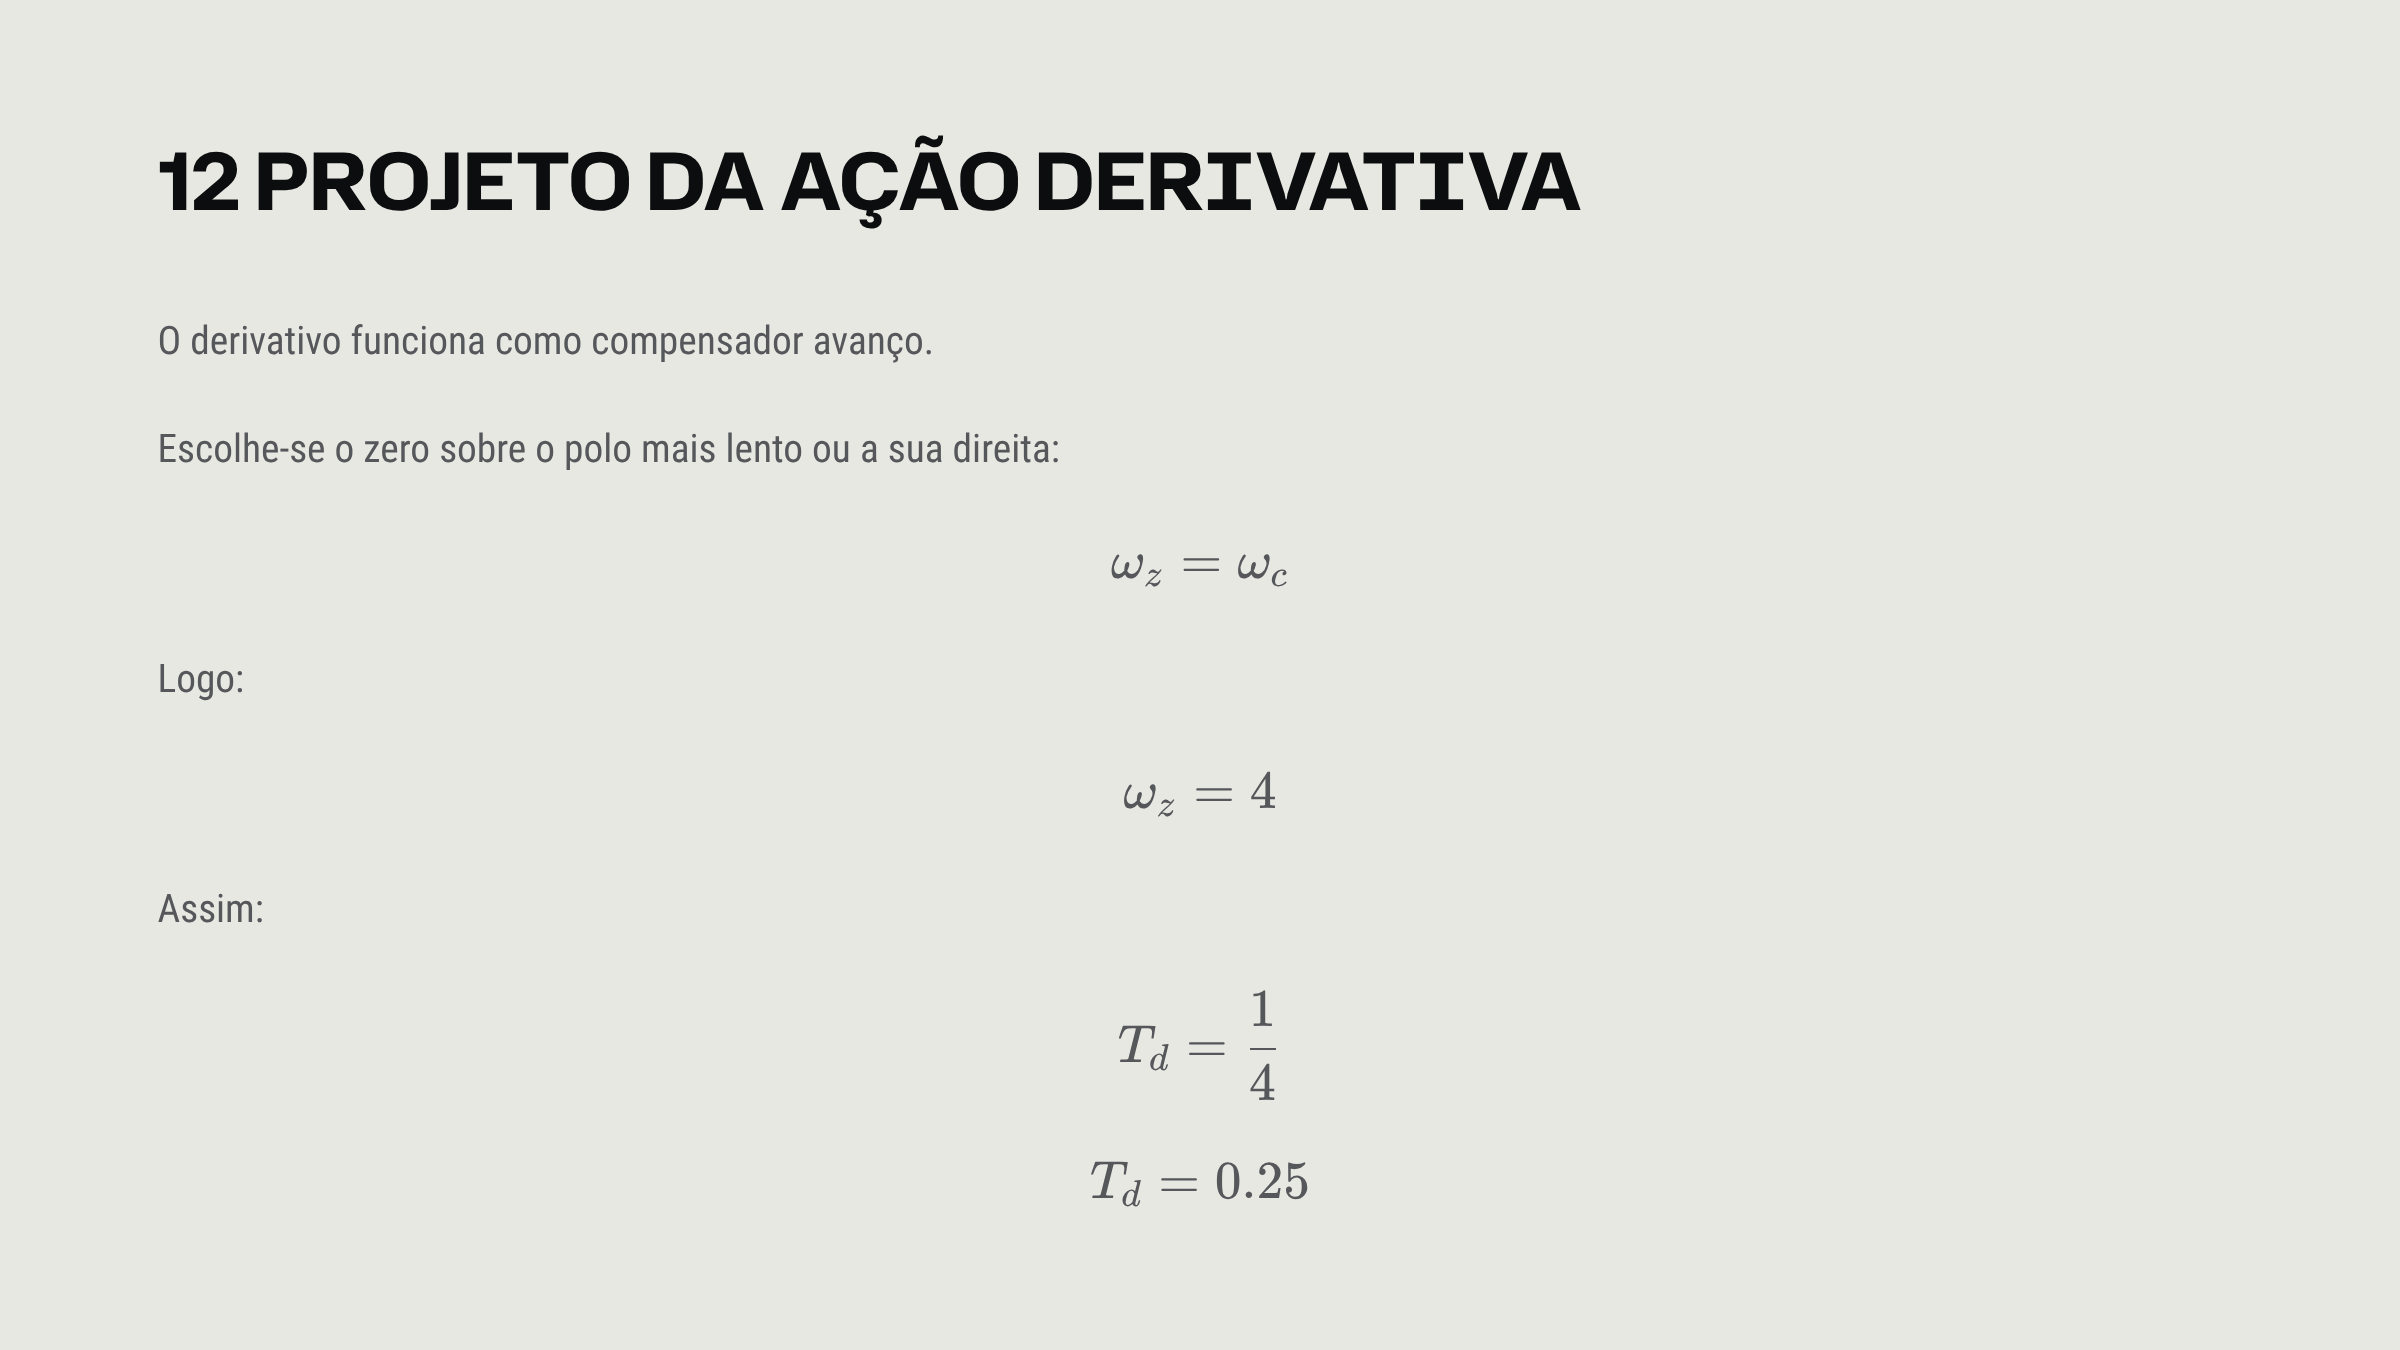 12 PROJETO DA AÇÃO DERIVATIVA
O derivativo funciona como compensador avanço.
Escolhe-se o zero sobre o polo mais lento ou a sua direita:
ω_z = ω_c
Logo:
ω_z = 4
Assim:
T_d = 1/4
T_d = 0.25